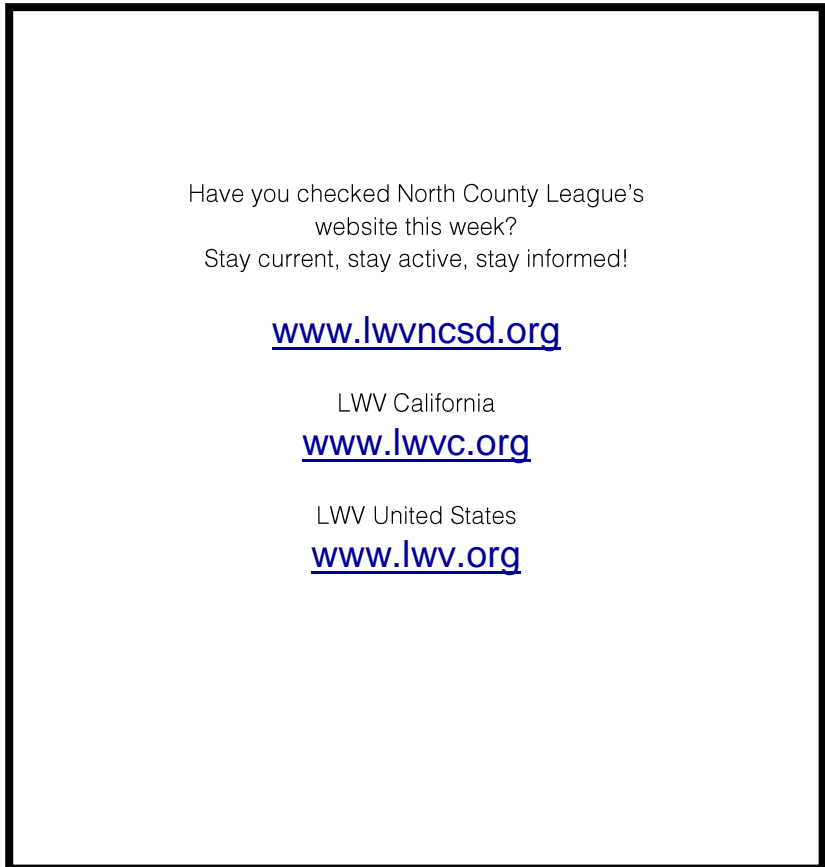 Have you checked North County League’s
website this week?
Stay current, stay active, stay informed!
www.lwvncsd.org
LWV California
www.lwvc.org
LWV United States
www.lwv.org